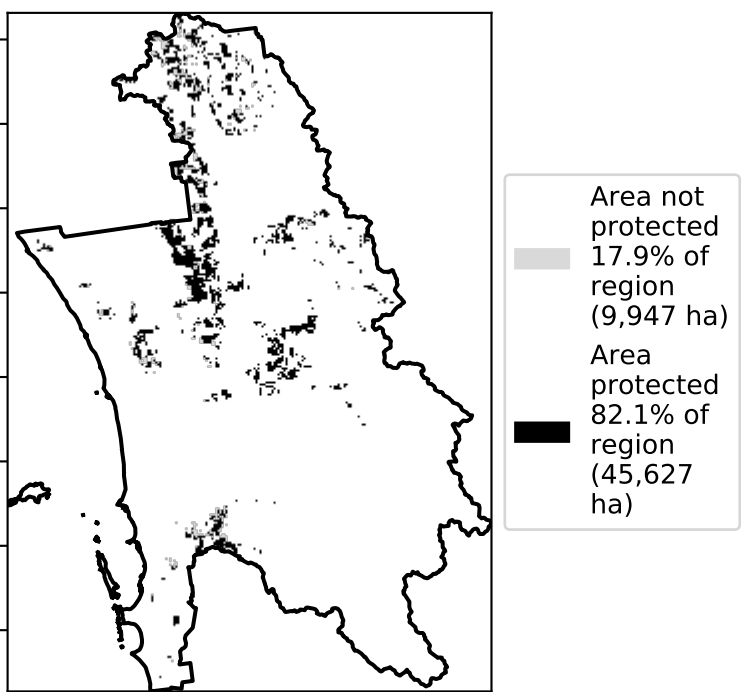 Area not
protected
17.9% of
region
(9,947 ha)
Area
protected
82.1% of
region
(45,627
ha)